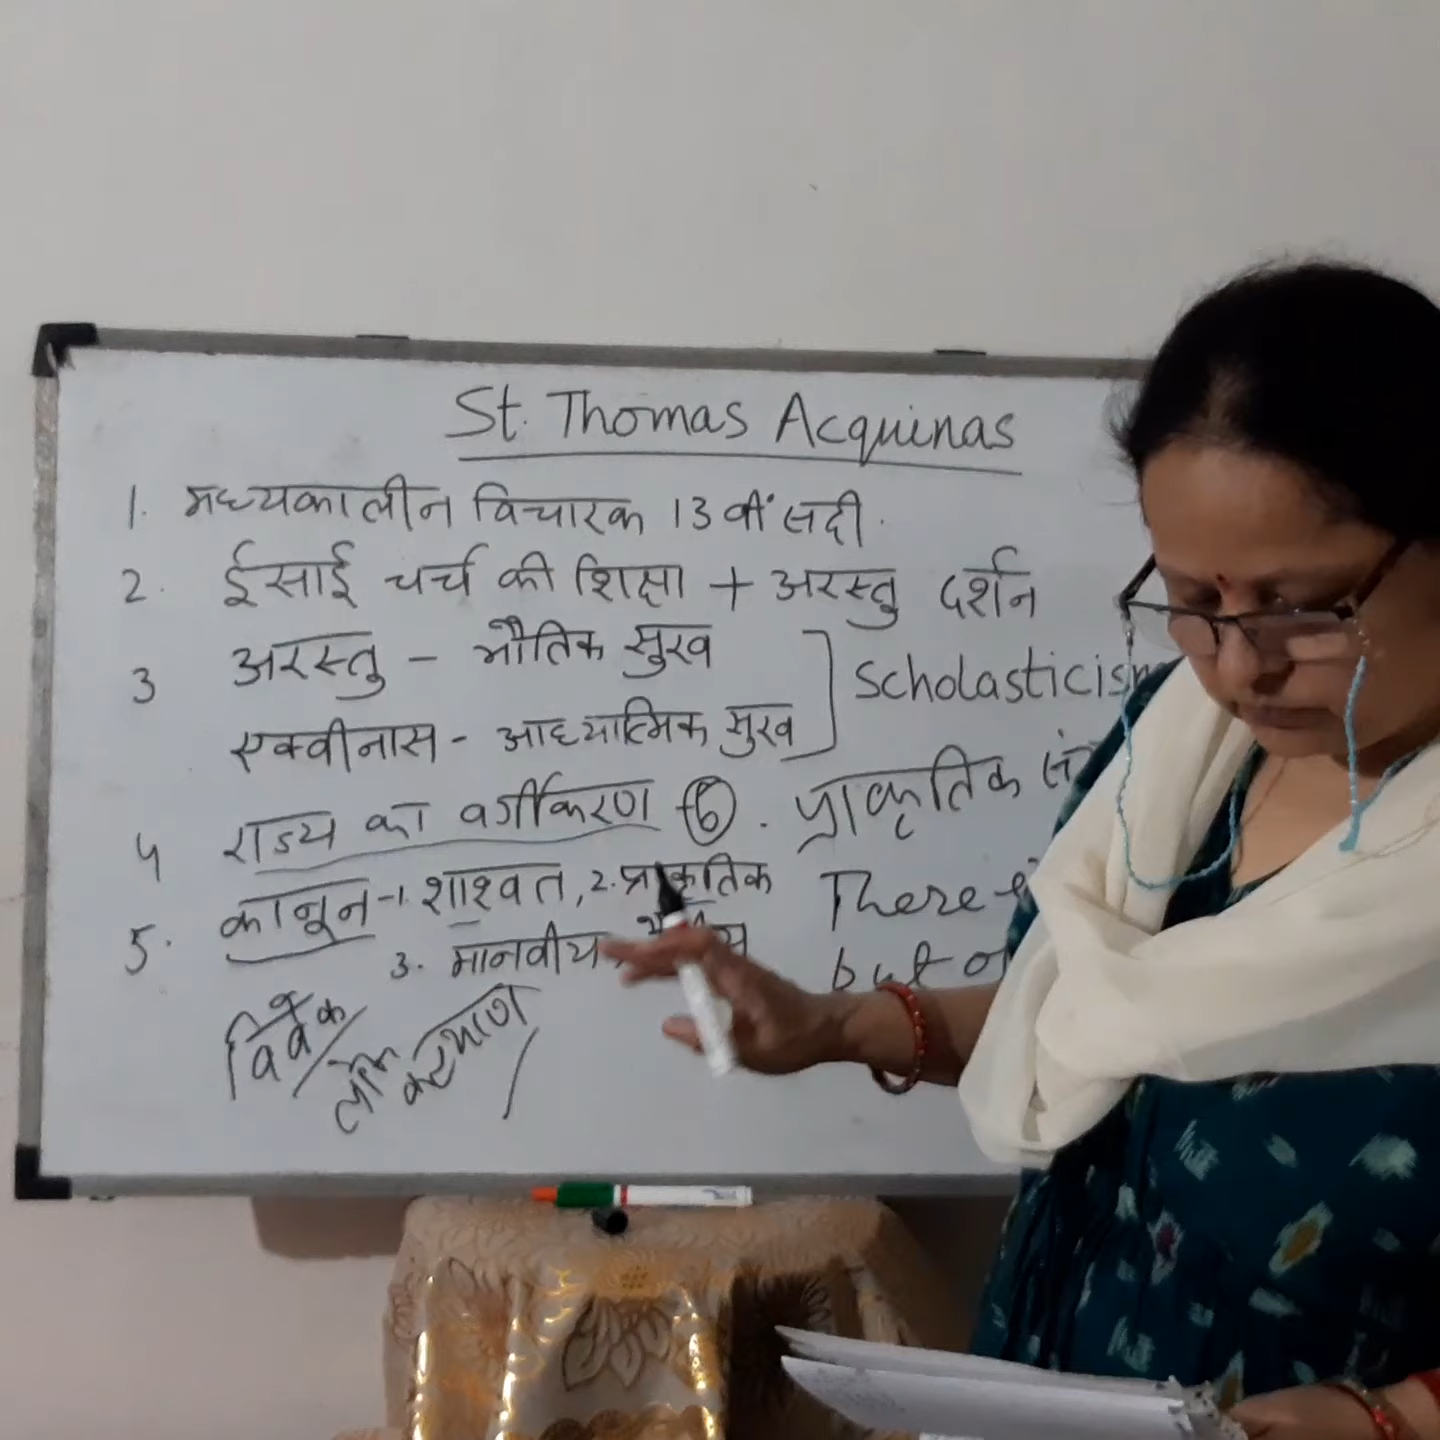 St. Thomas Acquinas
1. मध्यकालीन विचारक 13 वीं सदी.
2. ईसाई चर्च की शिक्षा + अरस्तु दर्शन
3 अरस्तु - भौतिक सुख
एक्वीनास - आध्यात्मिक सुख
Scholasticism
4 राज्य का वर्गीकरण 6.
प्राकृतिक
5. कानून -1. शाश्वत, 2. प्राकृतिक
3. मानवीय
There
but
विवेक/
लोक कल्याण